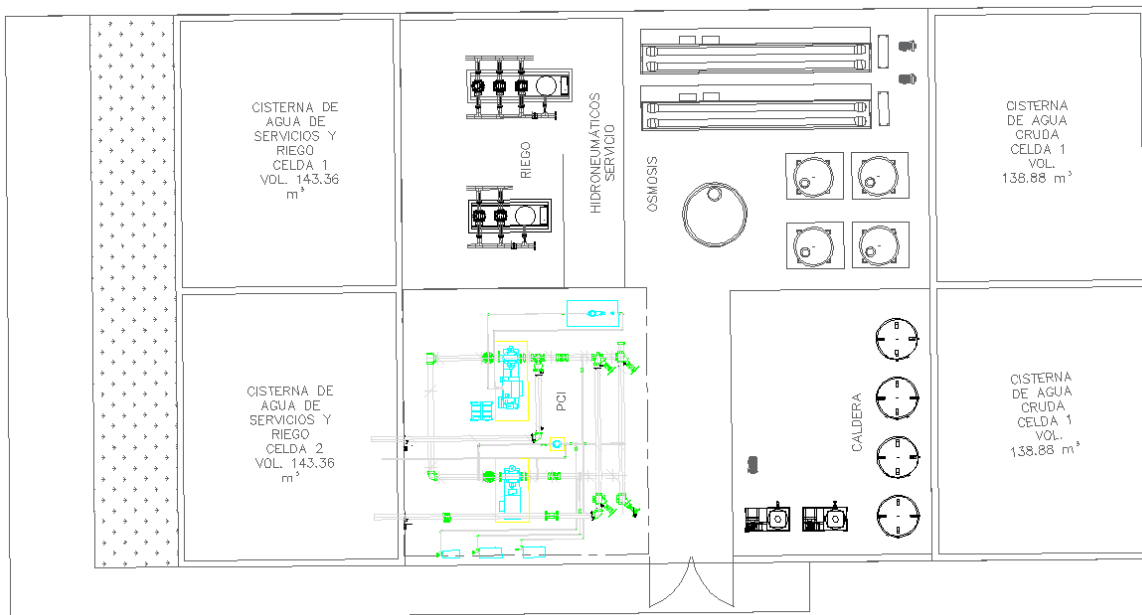 CISTERNA DE
AGUA DE
SERVICIOS Y
RIEGO
CELDA 1
VOL. 143.36
m³
RIEGO
HIDRONEUMÁTICOS
SERVICIO
OSMOSIS
CISTERNA
DE AGUA
CRUDA
CELDA 1
VOL.
138.88 m³
CISTERNA DE
AGUA DE
SERVICIOS Y
RIEGO
CELDA 2
VOL. 143.36
m³
PCI
CALDERA
CISTERNA
DE AGUA
CRUDA
CELDA 1
VOL.
138.88 m³